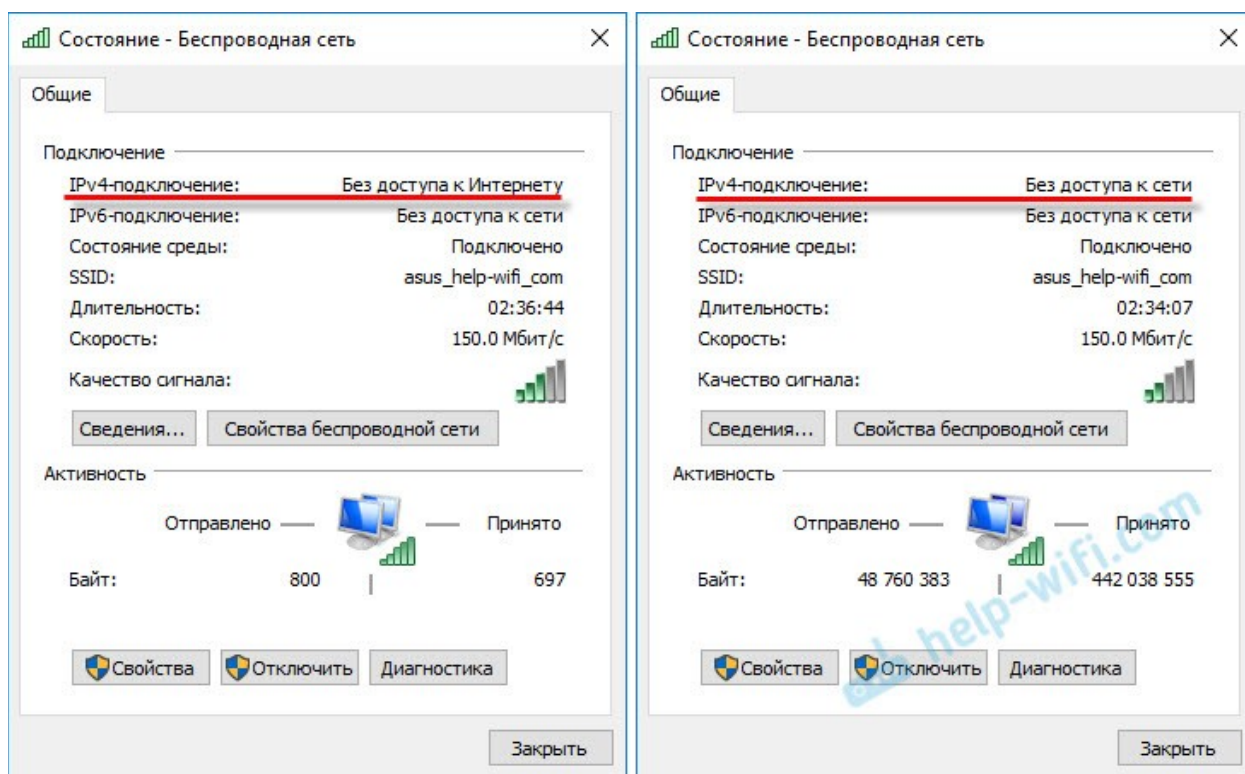 Состояние - Беспроводная сеть
Общие
Подключение
IPv4-подключение: Без доступа к Интернету
IPv6-подключение: Без доступа к сети
Состояние среды: Подключено
SSID: asus_help-wifi_com
Длительность: 02:36:44
Скорость: 150.0 Мбит/с
Качество сигнала:
Сведения... Свойства беспроводной сети
Активность
Отправлено Принято
Байт: 800 697
Свойства Отключить Диагностика
Закрыть
Состояние - Беспроводная сеть
Общие
Подключение
IPv4-подключение: Без доступа к сети
IPv6-подключение: Без доступа к сети
Состояние среды: Подключено
SSID: asus_help-wifi_com
Длительность: 02:34:07
Скорость: 150.0 Мбит/с
Качество сигнала:
Сведения... Свойства беспроводной сети
Активность
Отправлено Принято
Байт: 48 760 383 442 038 555
Свойства Отключить Диагностика
Закрыть
help-wifi.com